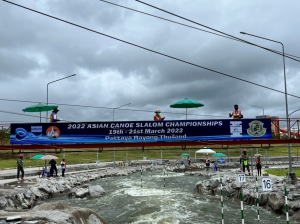 2022 ASIAN CANOE SLALOM CHAMPIONSHIPS
19th - 21st MARCH 2022
Pattaya Rayong, Thailand
16